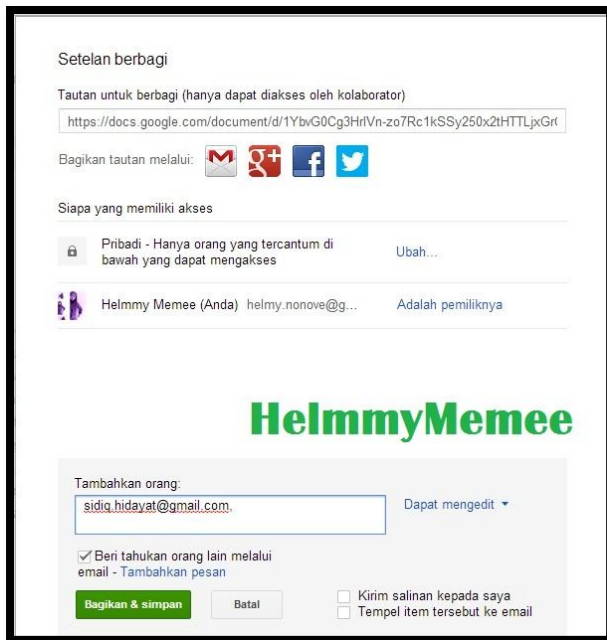 Setelan berbagi
Tautan untuk berbagi (hanya dapat diakses oleh kolaborator)
https://docs.google.com/document/d/1YbvG0Cg3HrlVn-zo7Rc1kSSy250x2tHTTLjxGr(
Bagikan tautan melalui:
Siapa yang memiliki akses
Pribadi - Hanya orang yang tercantum di
bawah yang dapat mengakses
Ubah...
Helmmy Memee (Anda) helmy.nonove@g... Adalah pemiliknya
HelmmyMemee
Tambahkan orang:
sidiq.hidayat@gmail.com,
Dapat mengedit
Beri tahukan orang lain melalui
email - Tambahkan pesan
Bagikan & simpan
Batal
Kirim salinan kepada saya
Tempel item tersebut ke email